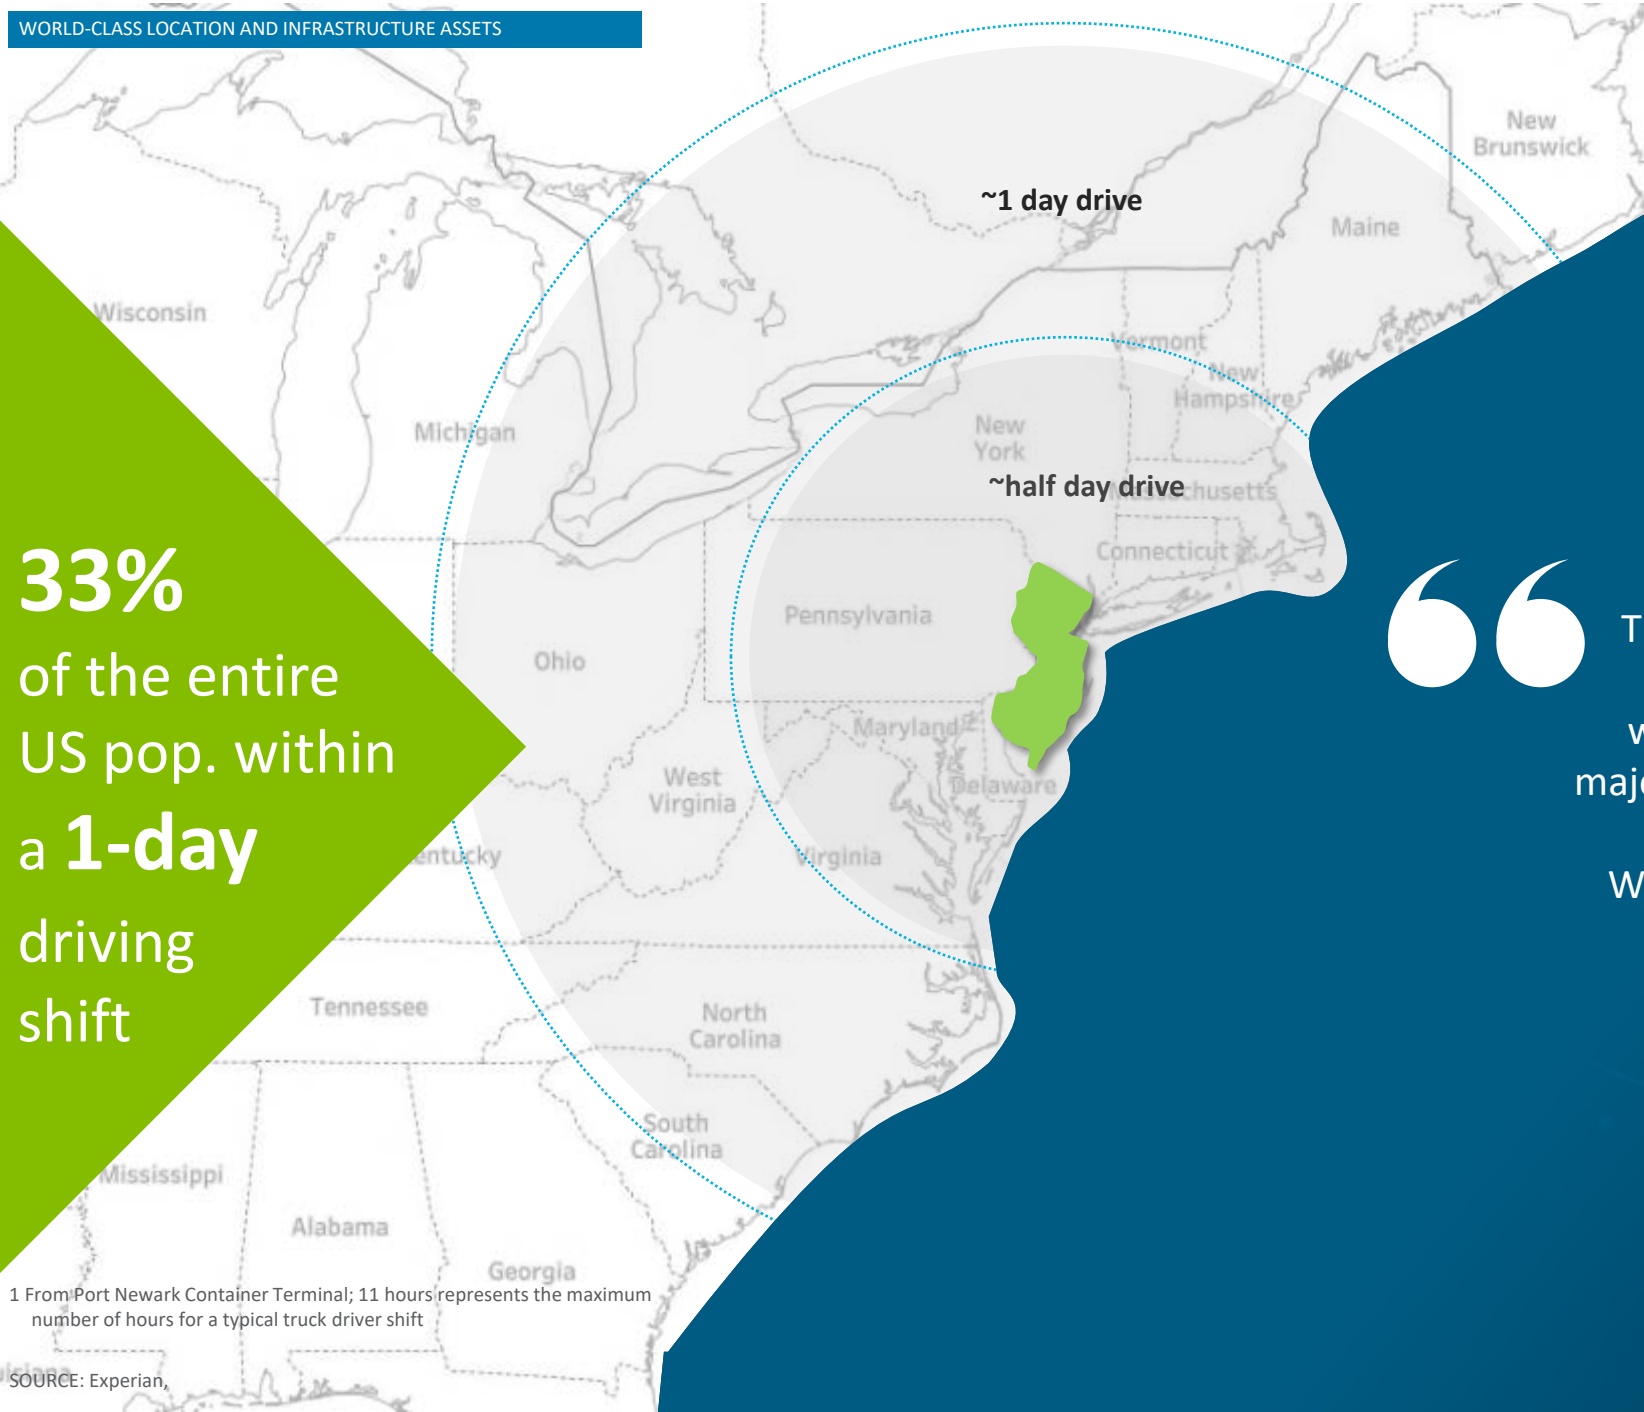 WORLD-CLASS LOCATION AND INFRASTRUCTURE ASSETS
New
Brunswick
~1 day drive
Maine
Wisconsin
Vermont
New
Hampshire
Michigan
New
York
~half day drive
Massachusetts
Connecticut
33%
of the entire
US pop. within
a 1-day
driving
shift
Pennsylvania
Ohio
Maryland
West
Virginia
Delaware
Virginia
entucky
Tennessee
North
Carolina
South
Carolina
Mississippi
Alabama
Georgia
“
T
w
maj
W
1 From Port Newark Container Terminal; 11 hours represents the maximum
number of hours for a typical truck driver shift
SOURCE: Experian,